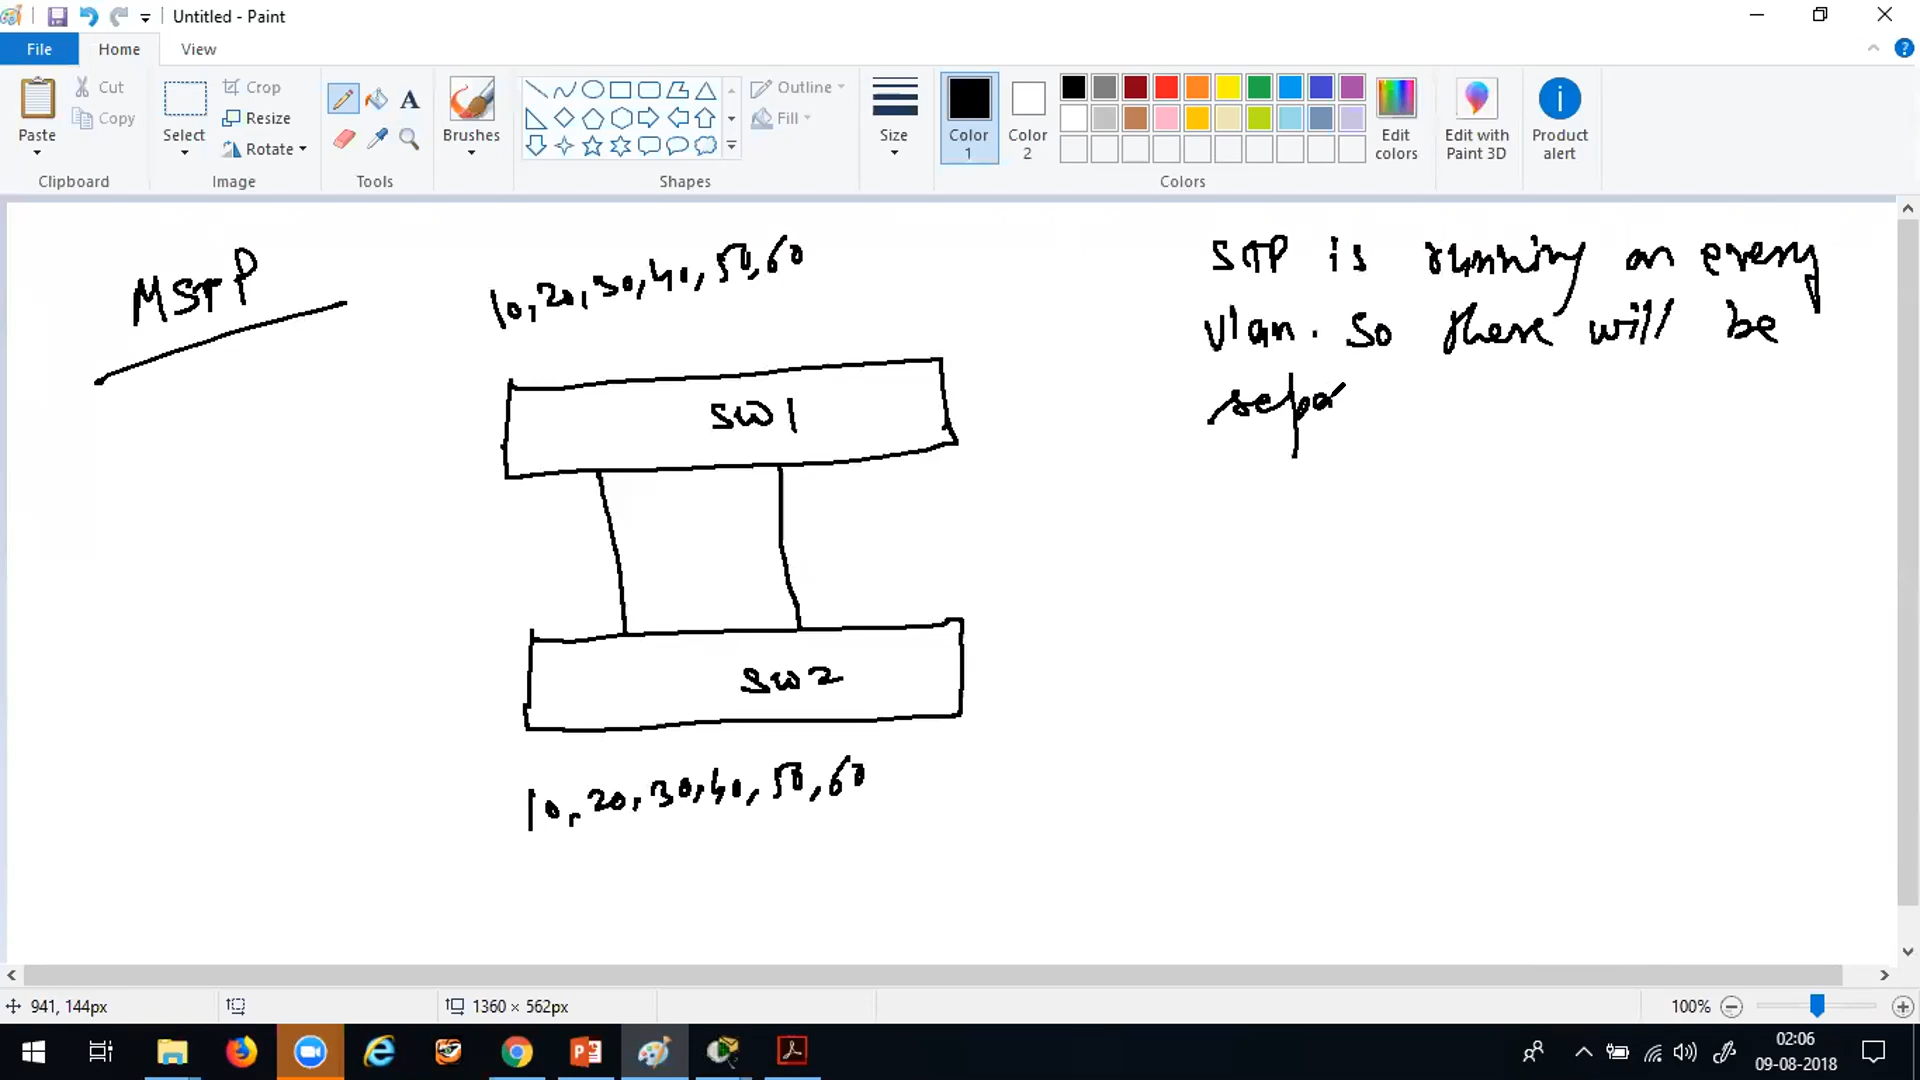 Untitled - Paint
File Home View
Paste
Cut
Copy
Clipboard
Select
Crop
Resize
Rotate
Image
Tools
Brushes
Shapes
Outline
Fill
Size
Color 1
Color 2
Edit colors
Colors
Edit with Paint 3D
Product alert
MSTP
10, 20, 30, 40, 50, 60
SW1
SW2
10, 20, 30, 40, 50, 60
STP is running on every
vlan. So there will be
sepa
941, 144px
1360 × 562px
100%
02:06
09-08-2018